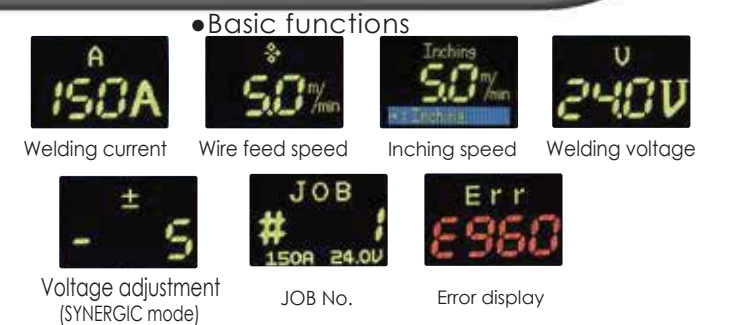 ●Basic functions
A
150A
5.0 m/min
Inching
5.0 m/min
Inching
V
24.0V
Welding current
Wire feed speed
Inching speed
Welding voltage
±
- 5
JOB
# 1
150A 24.0V
Err
E960
Voltage adjustment
(SYNERGIC mode)
JOB No.
Error display